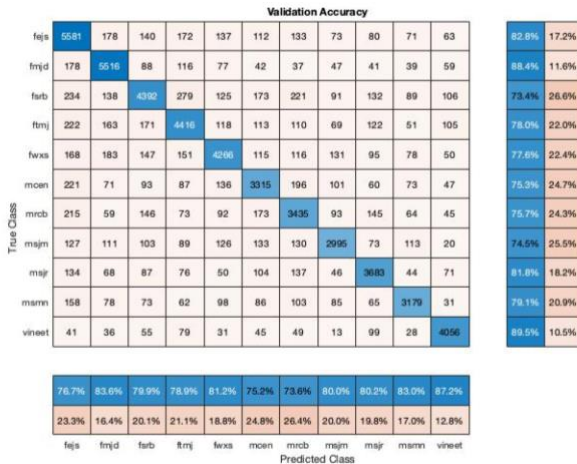 Validation Accuracy
fejs 5581 178 140 172 137 112 133 73 80 71 63 82.8% 17.2%
fmjd 178 5516 88 116 77 42 37 47 41 39 59 88.4% 11.6%
fsrb 234 138 4392 279 125 173 221 91 132 89 106 73.4% 26.6%
ftmj 222 163 171 4416 118 113 110 69 122 51 105 78.0% 22.0%
fwxs 168 183 147 151 4266 115 116 131 95 78 50 77.6% 22.4%
mcen 221 71 93 87 136 3315 196 101 60 73 47 75.3% 24.7%
mrcb 215 59 146 73 92 173 3435 93 145 64 45 75.7% 24.3%
msjm 127 111 103 89 126 133 130 2995 73 113 20 74.5% 25.5%
msjr 134 68 87 76 50 104 137 46 3683 44 71 81.8% 18.2%
msmn 158 78 73 62 98 86 103 85 65 3179 31 79.1% 20.9%
vineet 41 36 55 79 31 45 49 13 99 28 4056 89.5% 10.5%
True Class
76.7% 83.6% 79.9% 78.9% 81.2% 75.2% 73.6% 80.0% 80.2% 83.0% 87.2%
23.3% 16.4% 20.1% 21.1% 18.8% 24.8% 26.4% 20.0% 19.8% 17.0% 12.8%
fejs fmjd fsrb ftmj fwxs mcen mrcb msjm msjr msmn vineet
Predicted Class